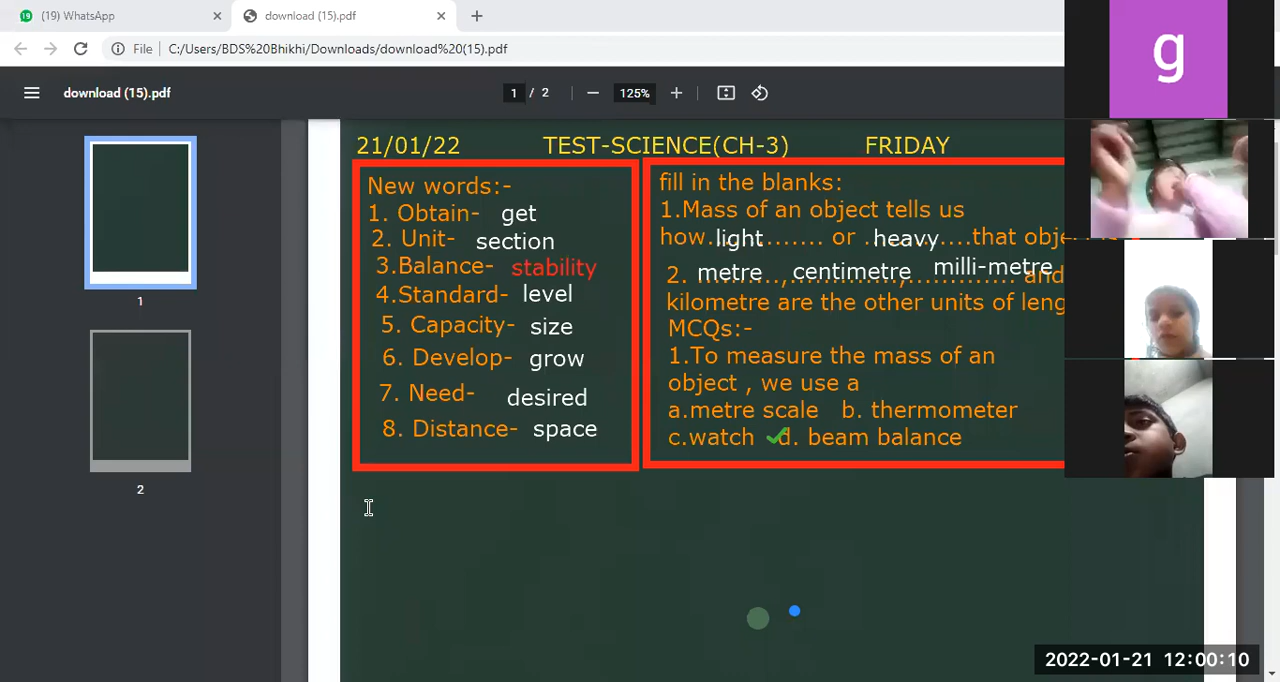 (19) WhatsApp
download (15).pdf
File C:/Users/BDS%20Bhikhi/Downloads/download%20(15).pdf
download (15).pdf
1 / 2
125%
g
21/01/22 TEST-SCIENCE(CH-3) FRIDAY
New words:-
1. Obtain- get
2. Unit- section
3.Balance- stability
4.Standard- level
5. Capacity- size
6. Develop- grow
7. Need- desired
8. Distance- space
fill in the blanks:
1.Mass of an object tells us
how..light........... or ..heavy.......that obje
2. metre..,centimetre.,milli-metre and
kilometre are the other units of leng
MCQs:-
1.To measure the mass of an
object , we use a
a.metre scale b. thermometer
c.watch ✓d. beam balance
1
2
2022-01-21 12:00:10